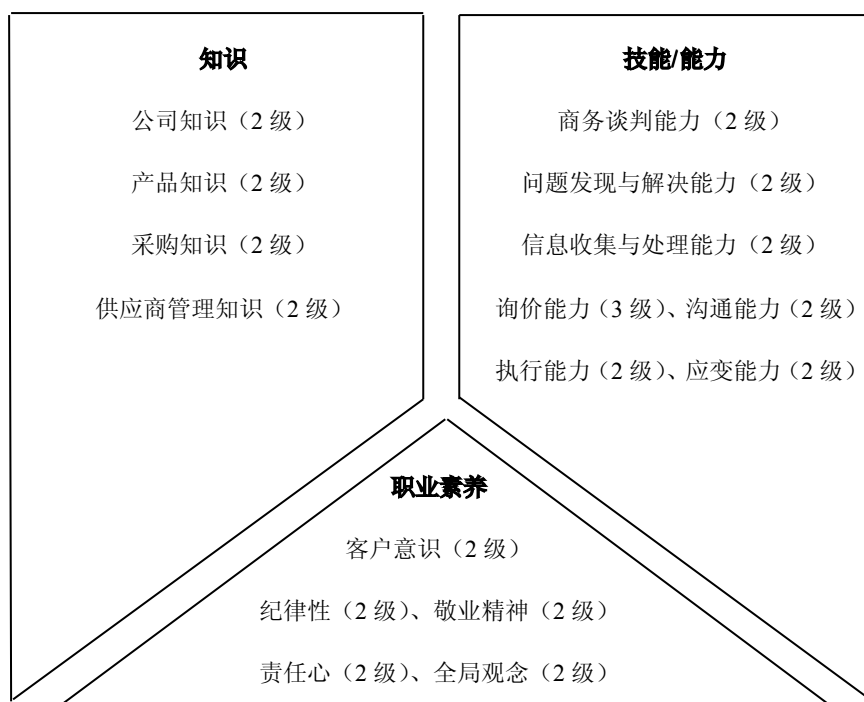 知识
公司知识（2 级）
产品知识（2 级）
采购知识（2 级）
供应商管理知识（2 级）
技能/能力
商务谈判能力（2 级）
问题发现与解决能力（2 级）
信息收集与处理能力（2 级）
询价能力（3 级）、沟通能力（2 级）
执行能力（2 级）、应变能力（2 级）
职业素养
客户意识（2 级）
纪律性（2 级）、敬业精神（2 级）
责任心（2 级）、全局观念（2 级）